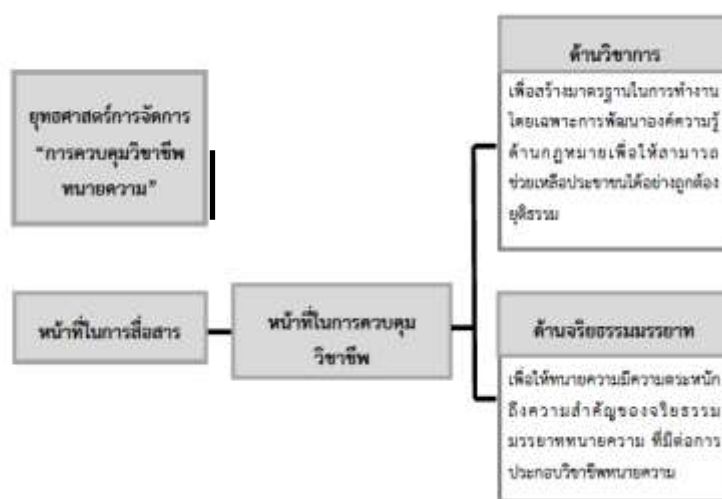 ยุทธศาสตร์การจัดการ
“การควบคุมวิชาชีพ
ทนายความ”
หน้าที่ในการสื่อสาร
หน้าที่ในการควบคุม
วิชาชีพ
ด้านวิชาการ
เพื่อสร้างมาตรฐานในการทำงาน
โดยเฉพาะการพัฒนาองค์ความรู้
ด้านกฎหมายเพื่อให้สามารถ
ช่วยเหลือประชาชนได้อย่างถูกต้อง
ยุติธรรม
ด้านจริยธรรมมรรยาท
เพื่อให้ทนายความมีความตระหนัก
ถึงความสำคัญของจริยธรรม
มรรยาททนายความ ที่มีต่อการ
ประกอบวิชาชีพทนายความ